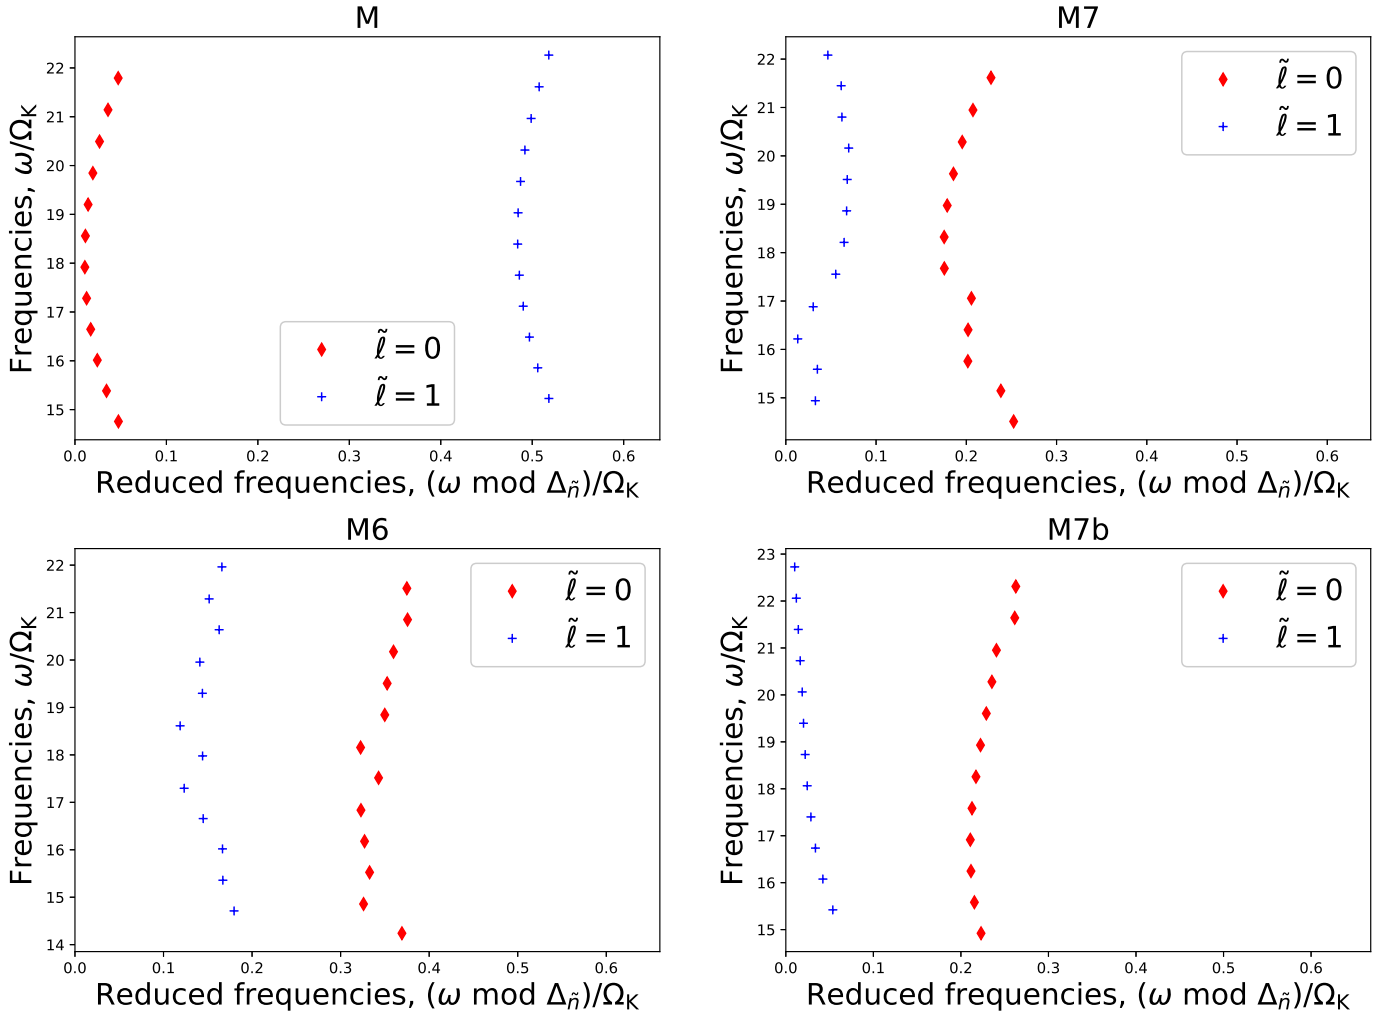 M
Frequencies, ω/Ω_K
22
21
20
19
18
17
16
15
ℓ̃ = 0
ℓ̃ = 1
0.0 0.1 0.2 0.3 0.4 0.5 0.6
Reduced frequencies, (ω mod Δ_ñ)/Ω_K
M7
Frequencies, ω/Ω_K
22
21
20
19
18
17
16
15
ℓ̃ = 0
ℓ̃ = 1
0.0 0.1 0.2 0.3 0.4 0.5 0.6
Reduced frequencies, (ω mod Δ_ñ)/Ω_K
M6
Frequencies, ω/Ω_K
22
21
20
19
18
17
16
15
14
ℓ̃ = 0
ℓ̃ = 1
0.0 0.1 0.2 0.3 0.4 0.5 0.6
Reduced frequencies, (ω mod Δ_ñ)/Ω_K
M7b
Frequencies, ω/Ω_K
23
22
21
20
19
18
17
16
15
ℓ̃ = 0
ℓ̃ = 1
0.0 0.1 0.2 0.3 0.4 0.5 0.6
Reduced frequencies, (ω mod Δ_ñ)/Ω_K